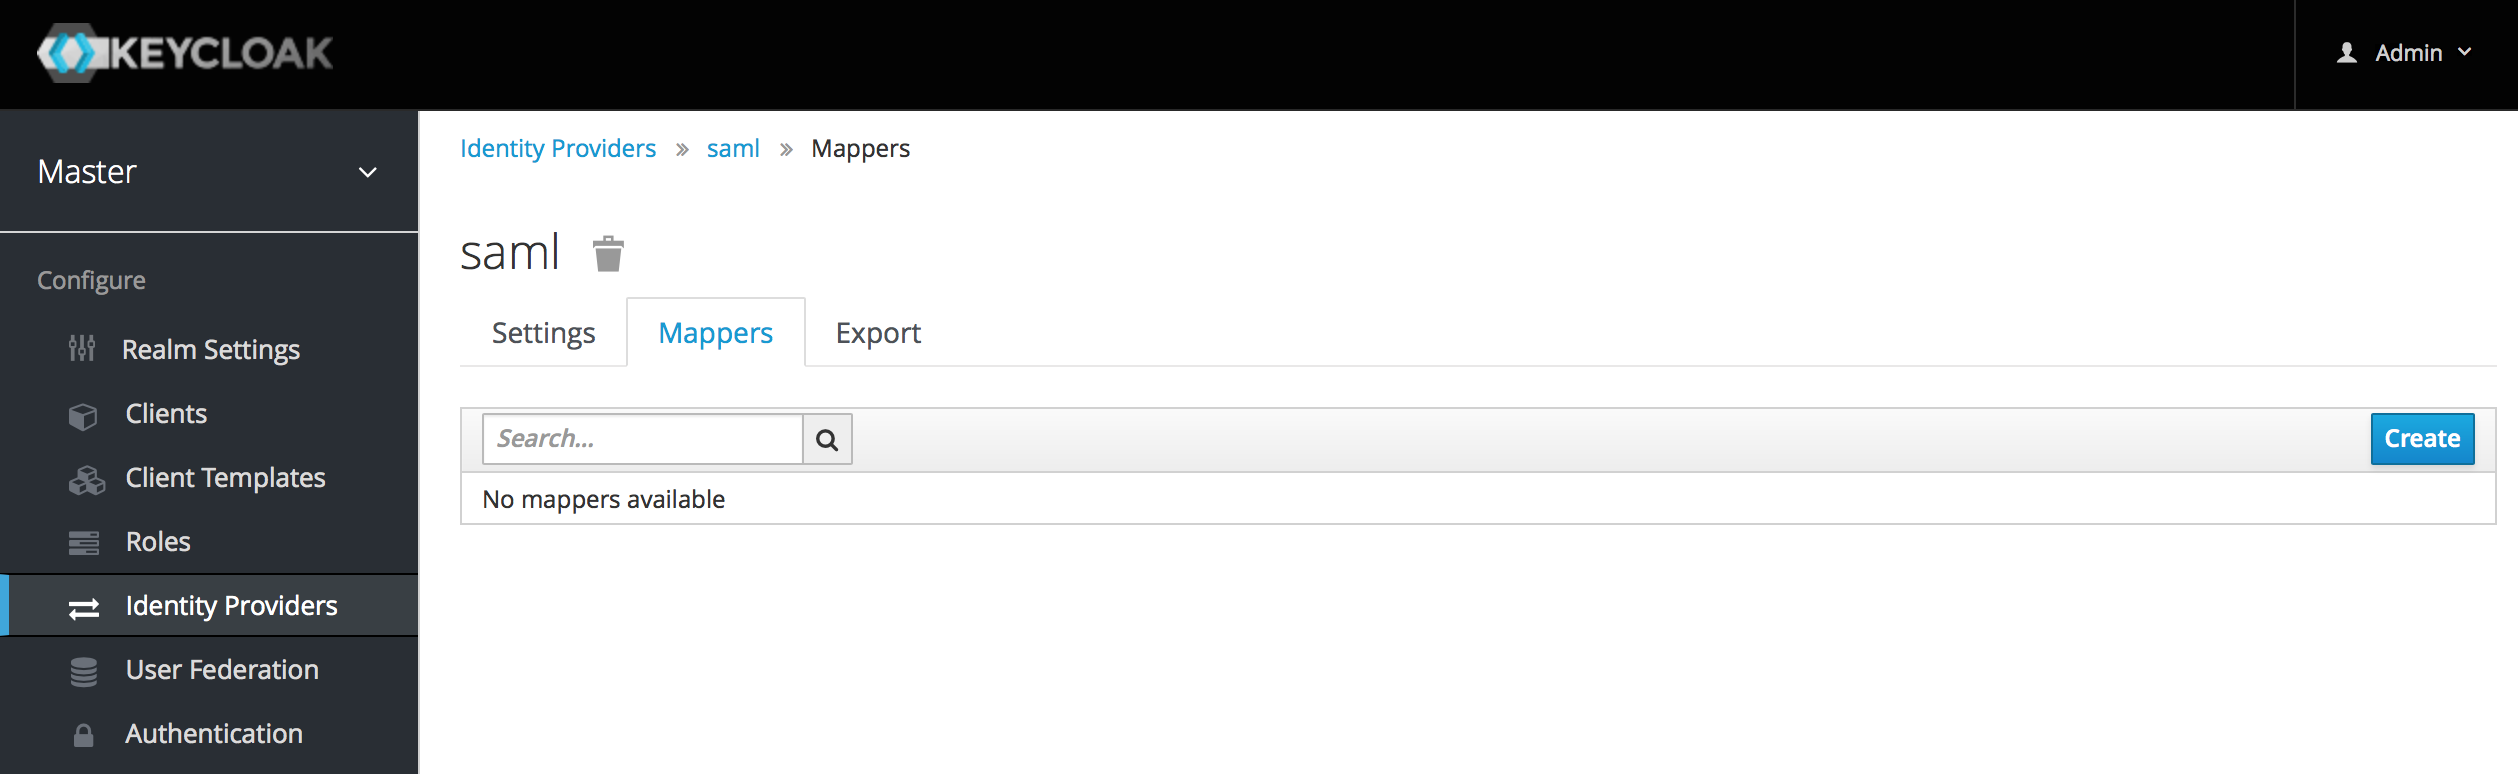 KEYCLOAK
Admin
Master
Configure
Realm Settings
Clients
Client Templates
Roles
Identity Providers
User Federation
Authentication
Identity Providers » saml » Mappers
saml
Settings Mappers Export
Search... Create
No mappers available